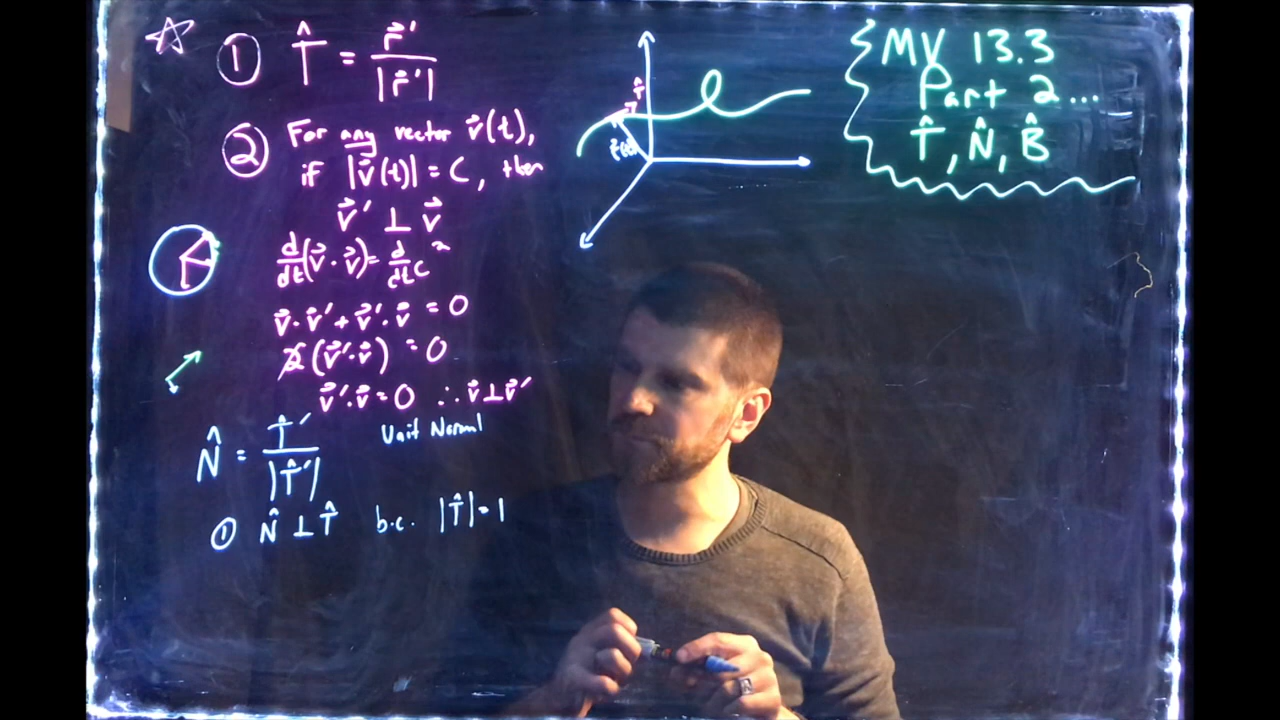 ① T̂ = r⃗′ / |r⃗′|
② For any vector v⃗(t),
if |v⃗(t)| = C, then
v⃗′ ⊥ v⃗
d/dt(v⃗·v⃗) = d/dt C²
v⃗·v⃗′ + v⃗′·v⃗ = 0
2(v⃗′·v⃗) = 0
v⃗′·v⃗ = 0 ∴ v⃗ ⊥ v⃗′
N̂ = T̂′ / |T̂′| Unit Normal
① N̂ ⊥ T̂ b.c. |T̂| = 1
T̂
r⃗(t)
MV 13.3
Part 2...
T̂, N̂, B̂